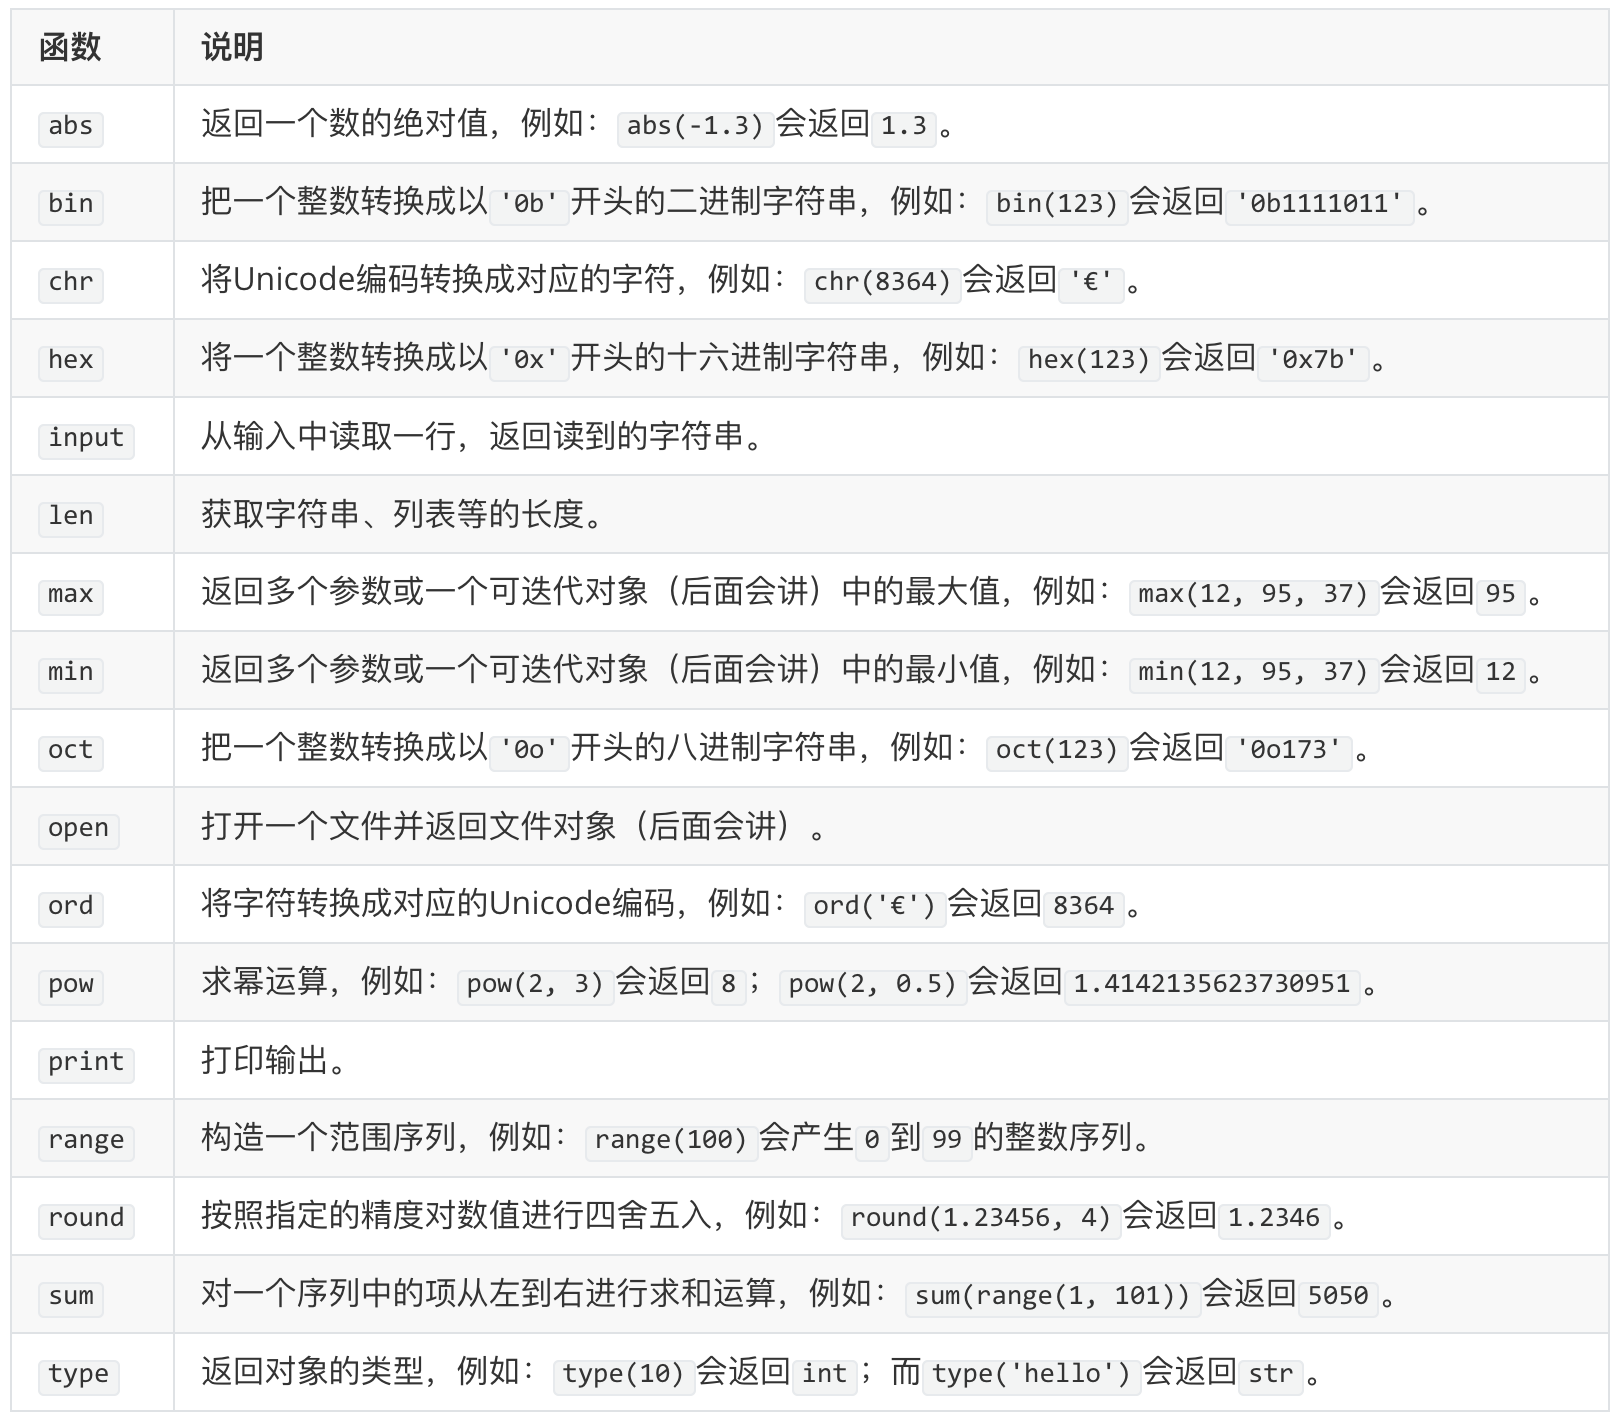 函数 说明
abs 返回一个数的绝对值，例如：abs(-1.3)会返回1.3。
bin 把一个整数转换成以'0b'开头的二进制字符串，例如：bin(123)会返回'0b1111011'。
chr 将Unicode编码转换成对应的字符，例如：chr(8364)会返回'€'。
hex 将一个整数转换成以'0x'开头的十六进制字符串，例如：hex(123)会返回'0x7b'。
input 从输入中读取一行，返回读到的字符串。
len 获取字符串、列表等的长度。
max 返回多个参数或一个可迭代对象（后面会讲）中的最大值，例如：max(12, 95, 37)会返回95。
min 返回多个参数或一个可迭代对象（后面会讲）中的最小值，例如：min(12, 95, 37)会返回12。
oct 把一个整数转换成以'0o'开头的八进制字符串，例如：oct(123)会返回'0o173'。
open 打开一个文件并返回文件对象（后面会讲）。
ord 将字符转换成对应的Unicode编码，例如：ord('€')会返回8364。
pow 求幂运算，例如：pow(2, 3)会返回8；pow(2, 0.5)会返回1.4142135623730951。
print 打印输出。
range 构造一个范围序列，例如：range(100)会产生0到99的整数序列。
round 按照指定的精度对数值进行四舍五入，例如：round(1.23456, 4)会返回1.2346。
sum 对一个序列中的项从左到右进行求和运算，例如：sum(range(1, 101))会返回5050。
type 返回对象的类型，例如：type(10)会返回int；而type('hello')会返回str。